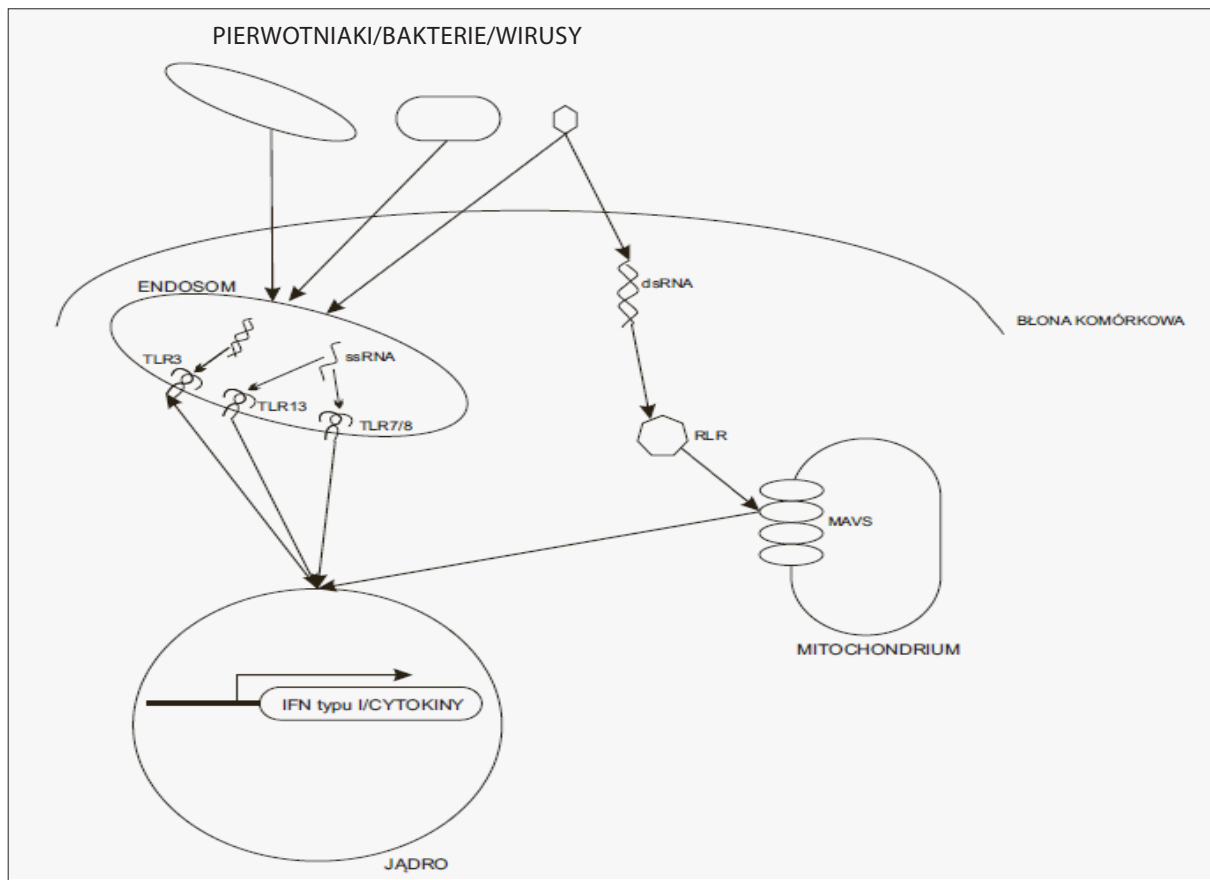 PIERWOTNIAKI/BAKTERIE/WIRUSY
ENDOSOM
dsRNA
BŁONA KOMÓRKOWA
TLR3
ssRNA
TLR13
TLR7/8
RLR
MAVS
MITOCHONDRIUM
IFN typu I/CYTOKINY
JĄDRO